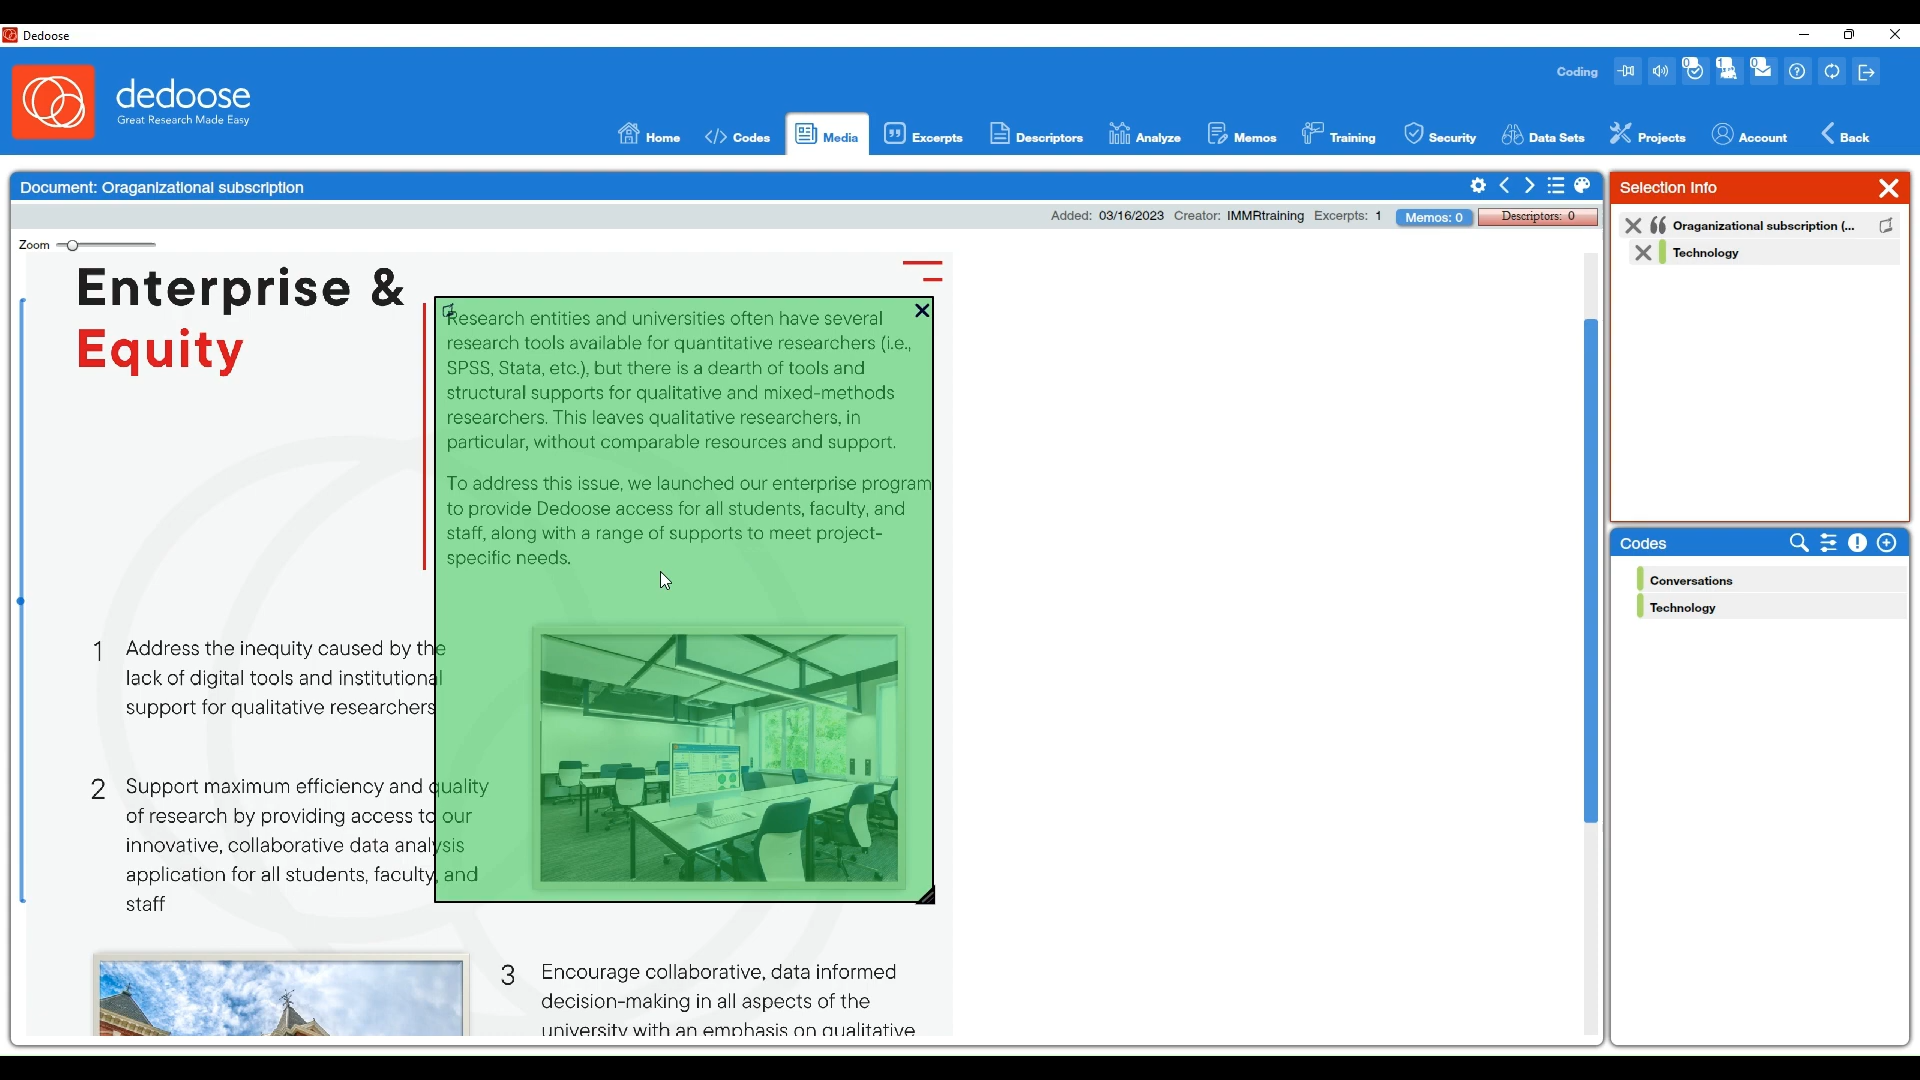 Dedoose
dedoose
Great Research Made Easy
Coding
0
1
0
Home
Codes
Media
Excerpts
Descriptors
Analyze
Memos
Training
Security
Data Sets
Projects
Account
Back
Document: Oraganizational subscription
Added: 03/16/2023 Creator: IMMRtraining Excerpts: 1 Memos: 0 Descriptors: 0
Zoom
Enterprise &
Equity
Research entities and universities often have several
research tools available for quantitative researchers (i.e.,
SPSS, Stata, etc.), but there is a dearth of tools and
structural supports for qualitative and mixed-methods
researchers. This leaves qualitative researchers, in
particular, without comparable resources and support.
To address this issue, we launched our enterprise program
to provide Dedoose access for all students, faculty, and
staff, along with a range of supports to meet project-
specific needs.
1 Address the inequity caused by the
lack of digital tools and institutional
support for qualitative researchers
2 Support maximum efficiency and quality
of research by providing access to our
innovative, collaborative data analysis
application for all students, faculty, and
staff
3 Encourage collaborative, data informed
decision-making in all aspects of the
university with an emphasis on qualitative
Selection Info
Oraganizational subscription (...
Technology
Codes
Conversations
Technology